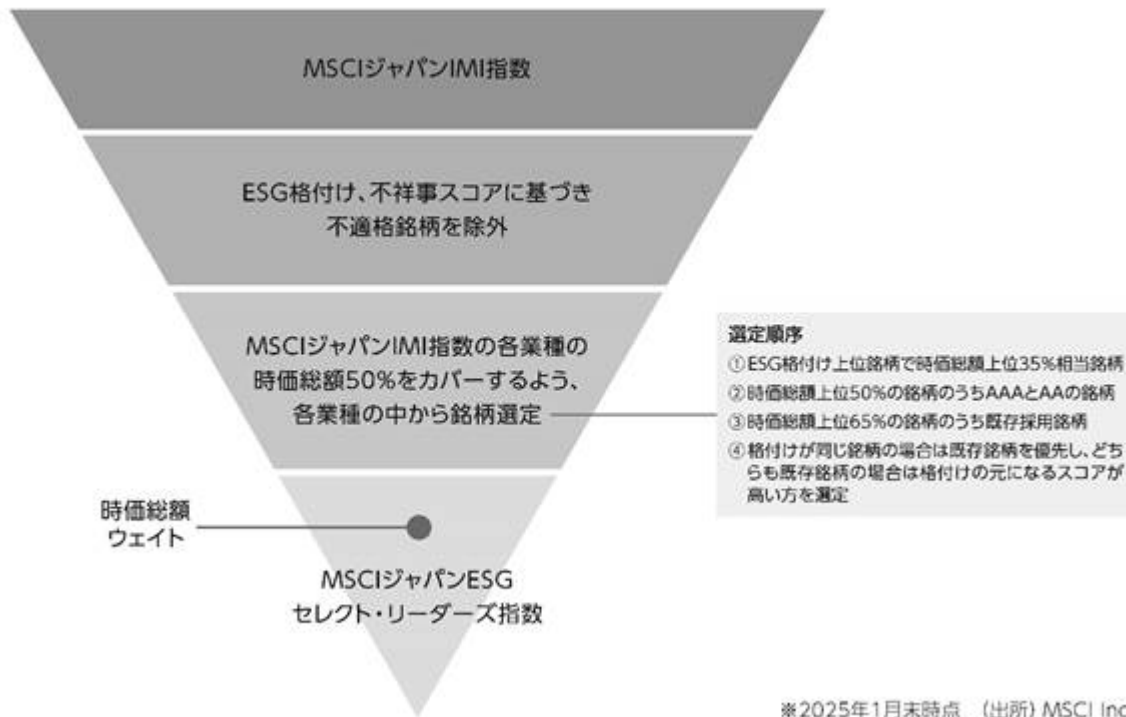 MSCIジャパンIMI指数
ESG格付け、不祥事スコアに基づき
不適格銘柄を除外
MSCIジャパンIMI指数の各業種の
時価総額50%をカバーするよう、
各業種の中から銘柄選定
選定順序
①ESG格付け上位銘柄で時価総額上位35%相当銘柄
②時価総額上位50%の銘柄のうちAAAとAAの銘柄
③時価総額上位65%の銘柄のうち既存採用銘柄
④格付けが同じ銘柄の場合は既存銘柄を優先し、どち
らも既存銘柄の場合は格付けの元になるスコアが
高い方を選定
時価総額
ウェイト
MSCIジャパンESG
セレクト・リーダーズ指数
※2025年1月末時点 (出所) MSCI Inc